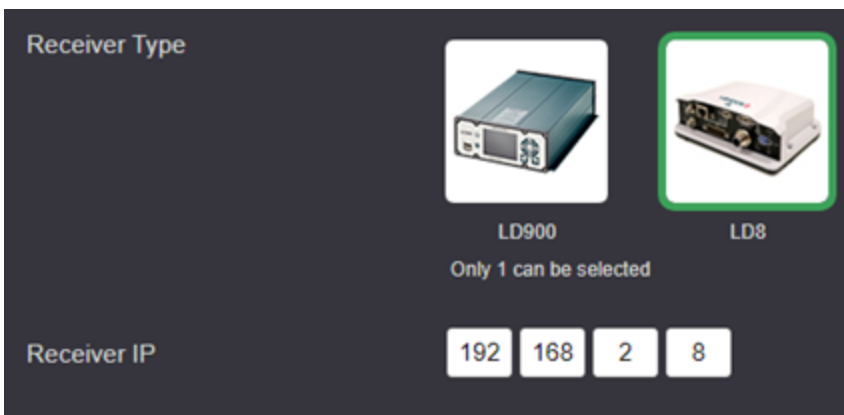 Receiver Type
LD900
LD8
Only 1 can be selected
Receiver IP
192 168 2 8